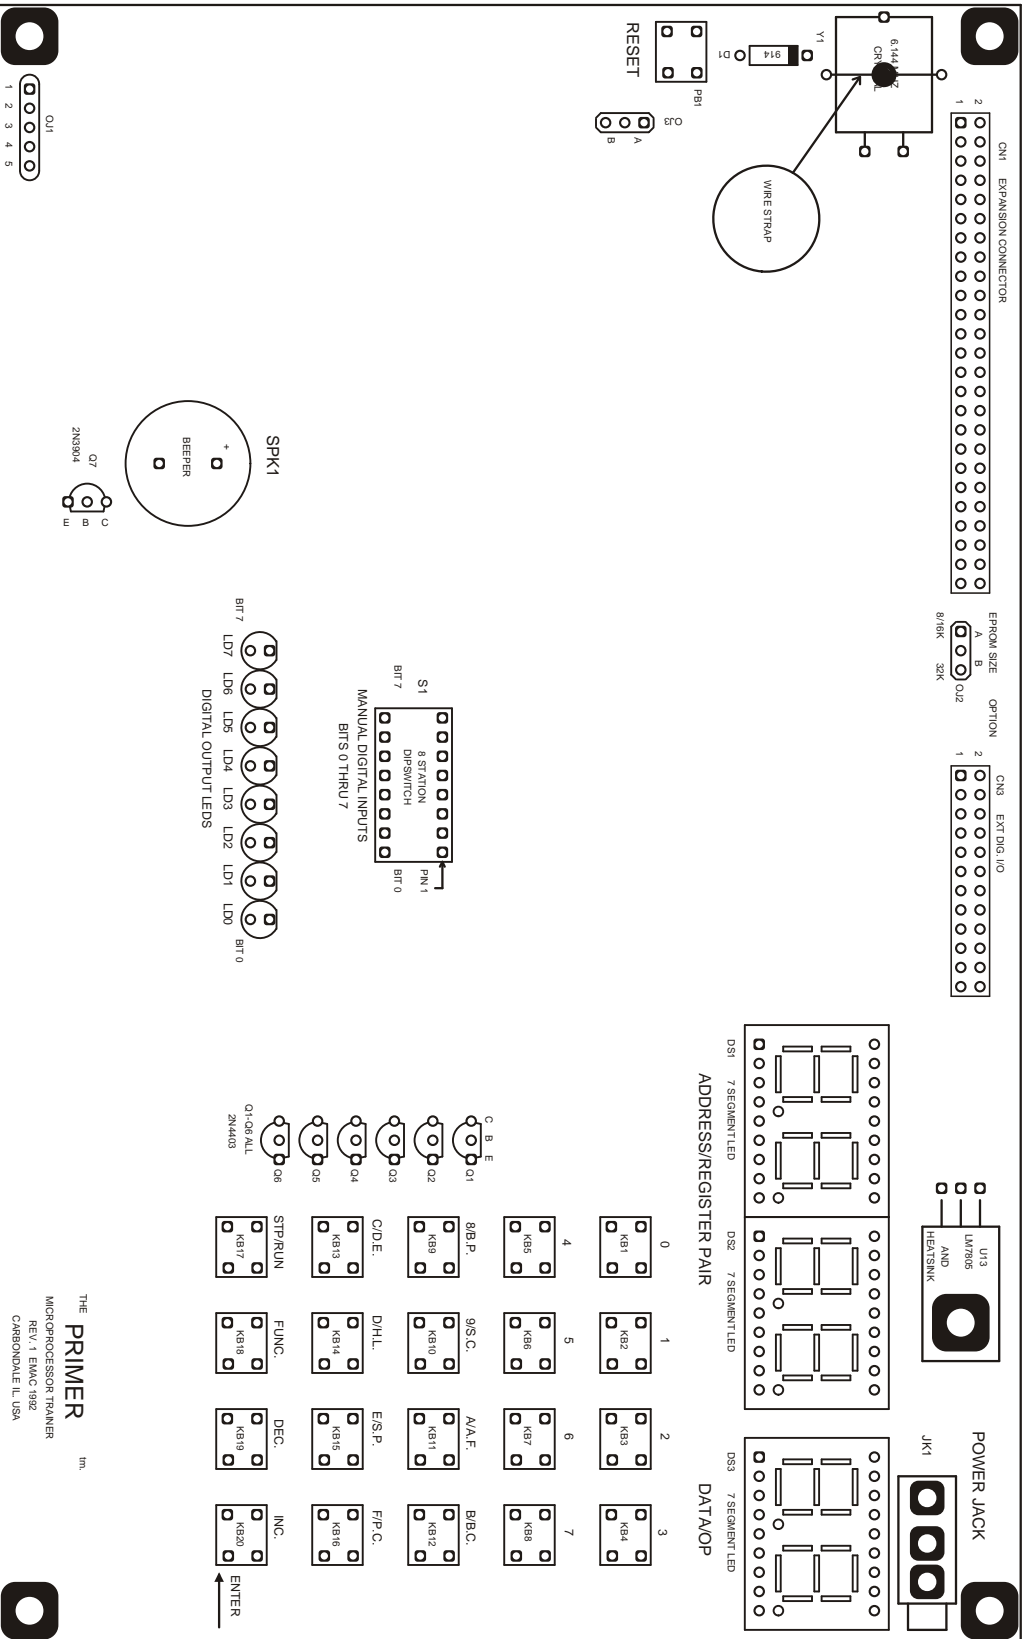 POWER JACK
JK1
U13
LM7805
AND
HEATSINK
CN1 EXPANSION CONNECTOR
2
1
EPROM SIZE OPTION
A B
OJ2
8/16K 32K
CN3 EXT DIG. I/O
2
1
6.144 MHZ
Y1
WIRE STRAP
914
D1
RESET
PB1
OJ3
A
B
DS1 7 SEGMENT LED
DS2 7 SEGMENT LED
DS3 7 SEGMENT LED
ADDRESS/REGISTER PAIR
DATA/OP
0 1 2 3
KB1 KB2 KB3 KB4
4 5 6 7
KB5 KB6 KB7 KB8
8/B.P. 9/S.C. A/A.F. B/B.C.
KB9 KB10 KB11 KB12
C/D.E. D/H.L. E/S.P. F/P.C.
KB13 KB14 KB15 KB16
STP/RUN FUNC. DEC. INC.
KB17 KB18 KB19 KB20
ENTER
C B E
Q1
Q2
Q3
Q4
Q5
Q6
Q1-Q6 ALL
2N4403
S1
BIT 7
8 STATION
DIPSWITCH
PIN 1
BIT 0
MANUAL DIGITAL INPUTS
BITS 0 THRU 7
BIT 7
LD7 LD6 LD5 LD4 LD3 LD2 LD1 LD0
BIT 0
DIGITAL OUTPUT LEDS
SPK1
+
BEEPER
Q7
2N3904
E B C
OJ1
1 2 3 4 5
THE PRIMER tm.
MICROPROCESSOR TRAINER
REV. 1 EMAC 1992
CARBONDALE IL. USA